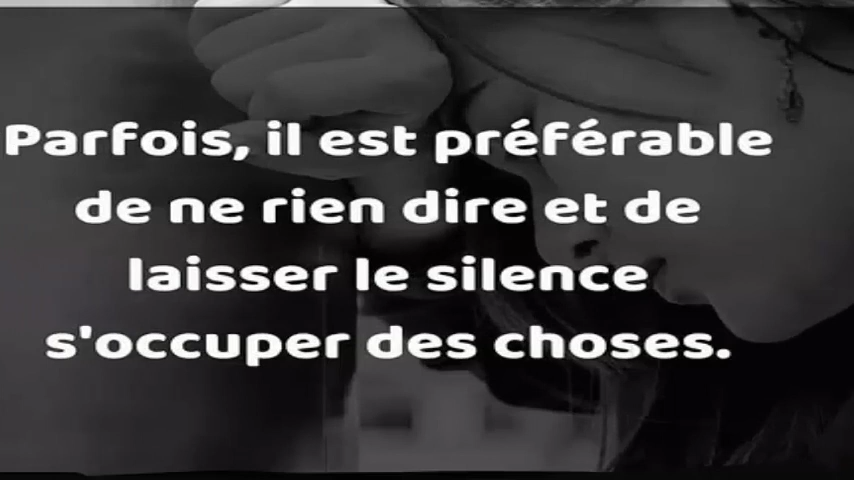 Parfois, il est préférable
de ne rien dire et de
laisser le silence
s'occuper des choses.